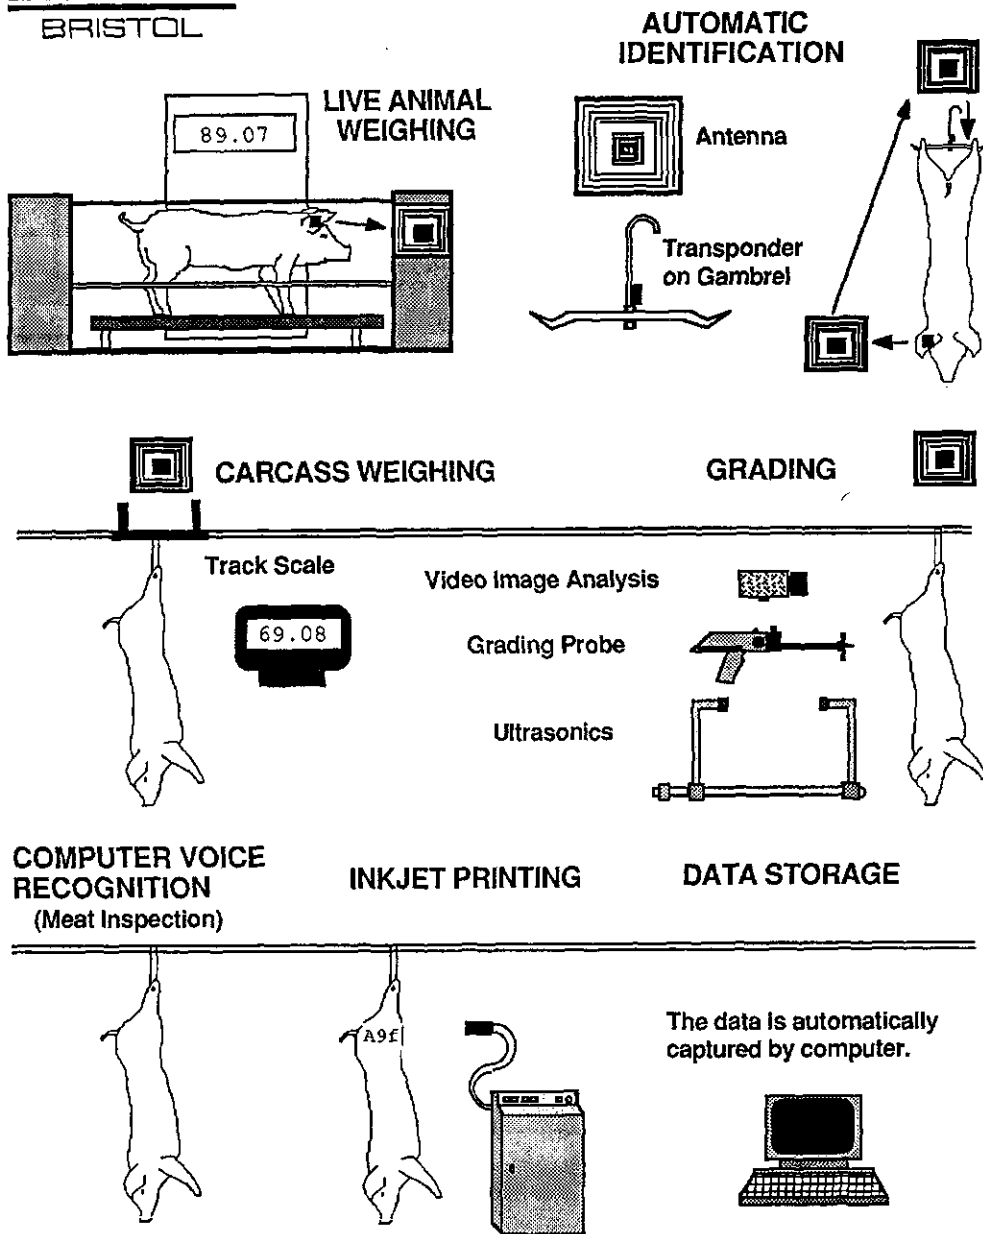 BRISTOL
LIVE ANIMAL
WEIGHING
89.07
AUTOMATIC
IDENTIFICATION
Antenna
Transponder
on Gambrel
CARCASS WEIGHING
Track Scale
69.08
GRADING
Video Image Analysis
Grading Probe
Ultrasonics
COMPUTER VOICE
RECOGNITION
(Meat Inspection)
INKJET PRINTING
A9f
DATA STORAGE
The data is automatically
captured by computer.